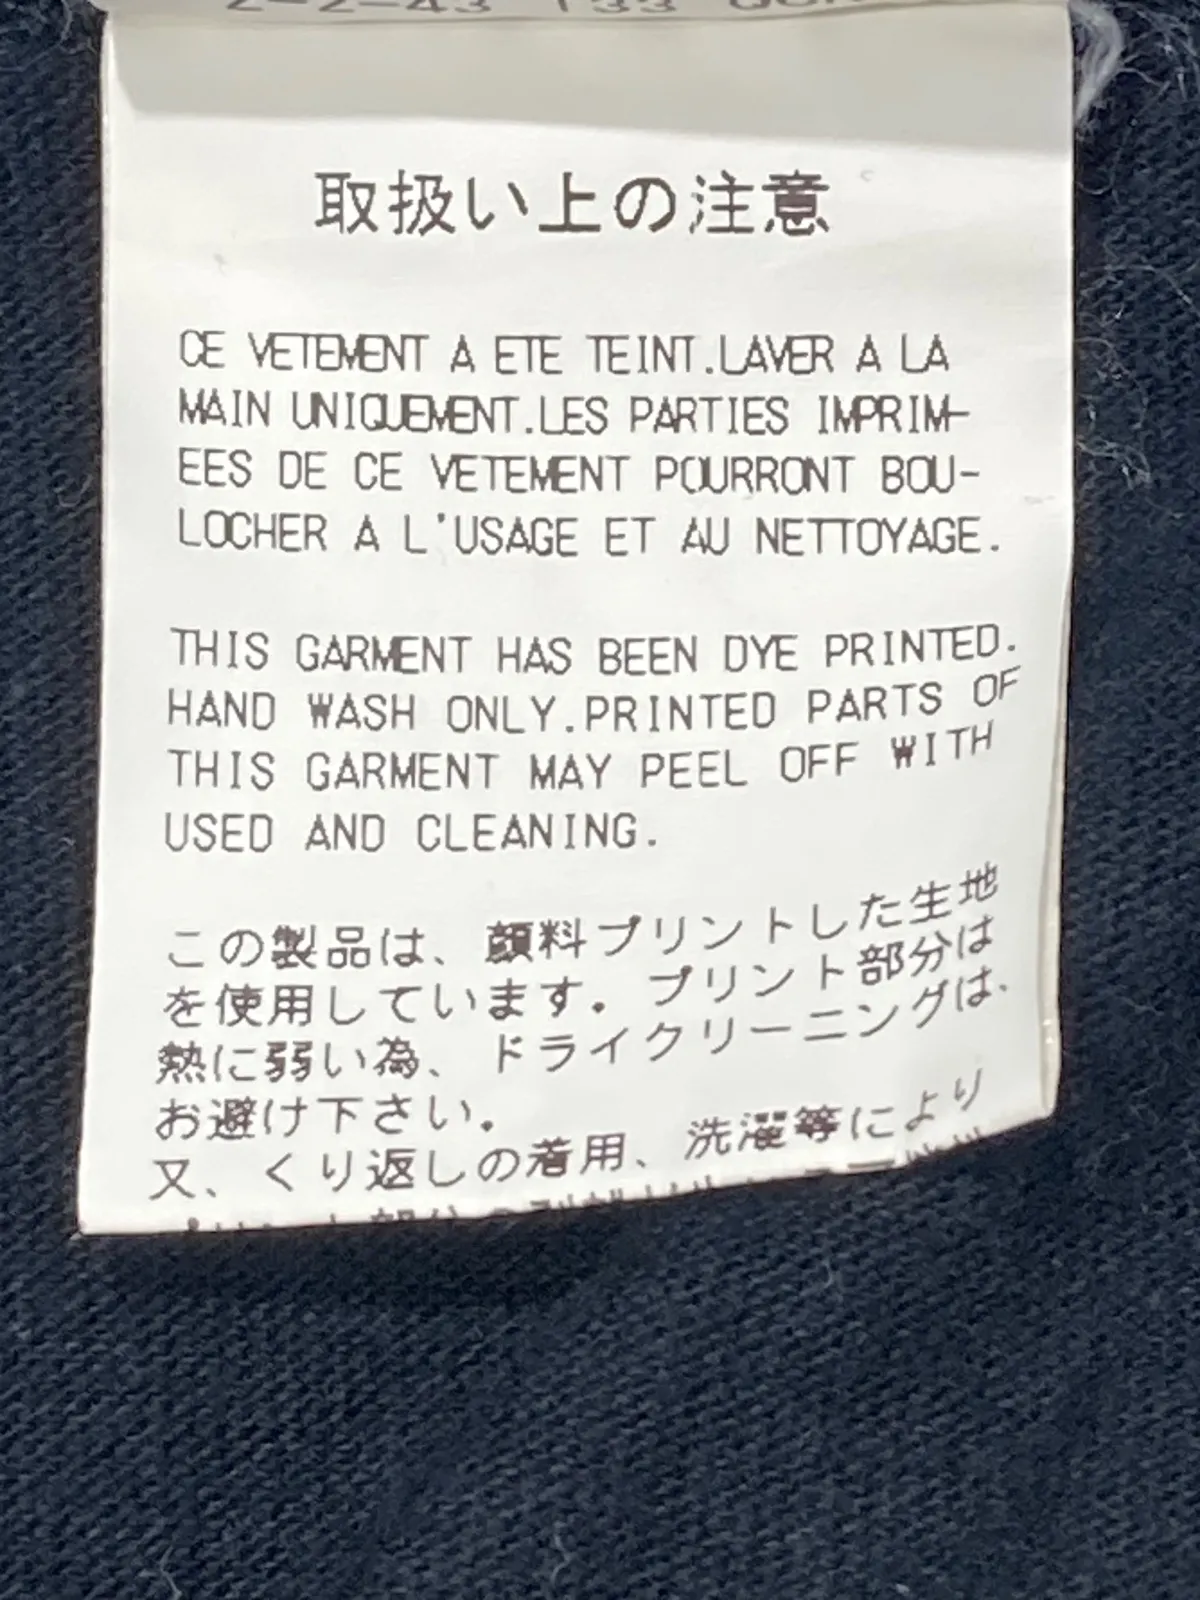 取扱い上の注意
CE VETEMENT A ETE TEINT.LAVER A LA
MAIN UNIQUEMENT.LES PARTIES IMPRIM-
EES DE CE VETEMENT POURRONT BOU-
LOCHER A L'USAGE ET AU NETTOYAGE.
THIS GARMENT HAS BEEN DYE PRINTED.
HAND WASH ONLY.PRINTED PARTS OF
THIS GARMENT MAY PEEL OFF WITH
USED AND CLEANING.
この製品は、顔料プリントした生地
を使用しています。プリント部分は
熱に弱い為、ドライクリーニングは、
お避け下さい。
又、くり返しの着用、洗濯等により